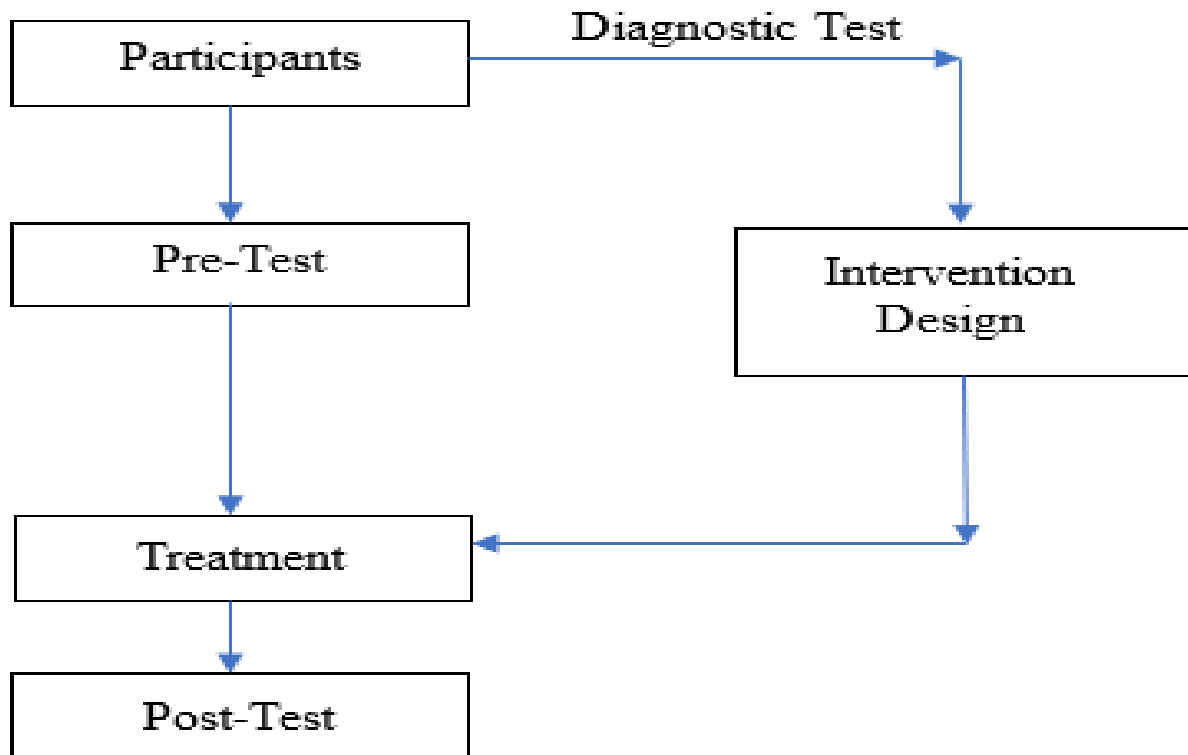 Diagnostic Test
Participants
Pre-Test
Intervention
Design
Treatment
Post-Test